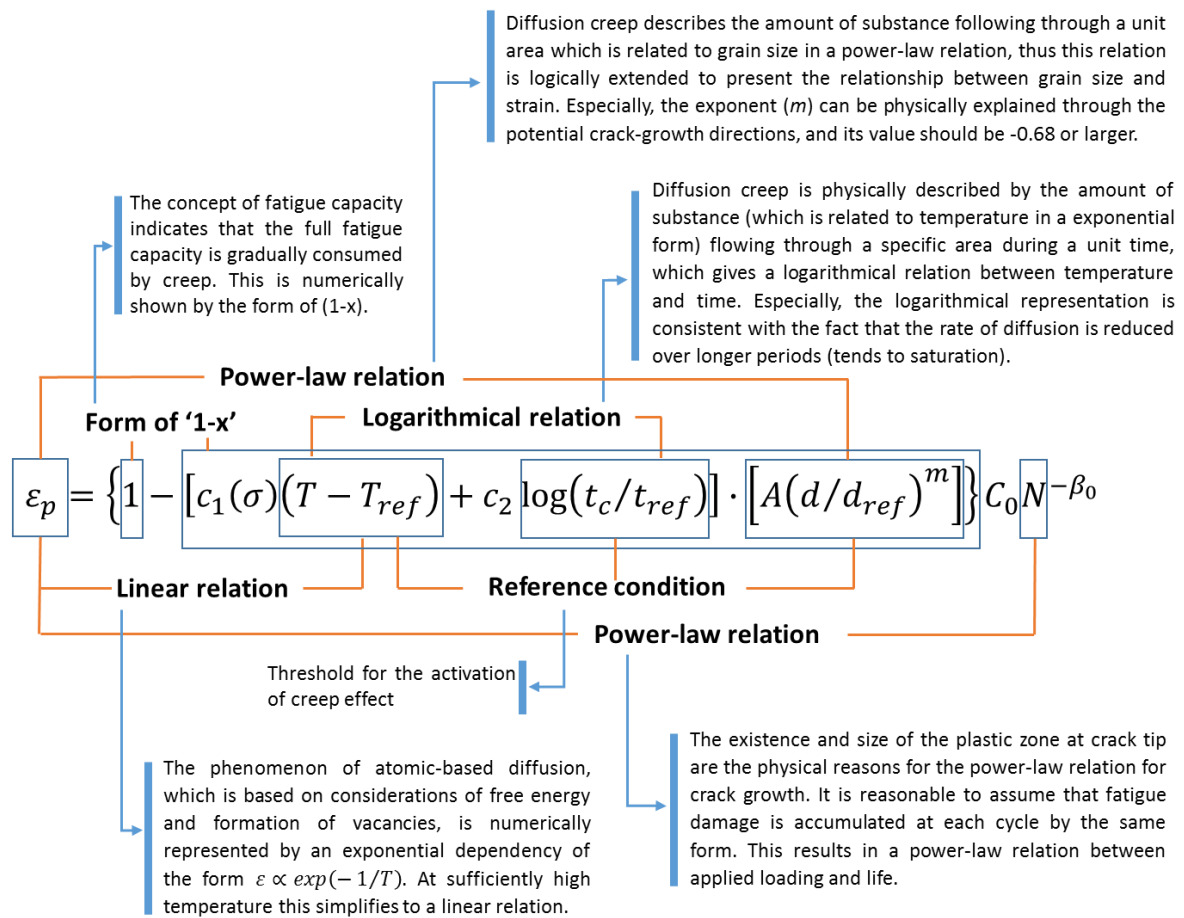 Diffusion creep describes the amount of substance following through a unit
area which is related to grain size in a power-law relation, thus this relation
is logically extended to present the relationship between grain size and
strain. Especially, the exponent (m) can be physically explained through the
potential crack-growth directions, and its value should be -0.68 or larger.
The concept of fatigue capacity
indicates that the full fatigue
capacity is gradually consumed
by creep. This is numerically
shown by the form of (1-x).
Diffusion creep is physically described by the amount of
substance (which is related to temperature in a exponential
form) flowing through a specific area during a unit time,
which gives a logarithmical relation between temperature
and time. Especially, the logarithmical representation is
consistent with the fact that the rate of diffusion is reduced
over longer periods (tends to saturation).
Power-law relation
Form of ‘1-x’
Logarithmical relation
εₚ = {1 − [c₁(σ)(T − T_ref) + c₂ log(t_c/t_ref)] · [A(d/d_ref)^m]} C₀N^−β₀
Linear relation
Reference condition
Power-law relation
Threshold for the activation
of creep effect
The phenomenon of atomic-based diffusion,
which is based on considerations of free energy
and formation of vacancies, is numerically
represented by an exponential dependency of
the form ε ∝ exp(−1/T). At sufficiently high
temperature this simplifies to a linear relation.
The existence and size of the plastic zone at crack tip
are the physical reasons for the power-law relation for
crack growth. It is reasonable to assume that fatigue
damage is accumulated at each cycle by the same
form. This results in a power-law relation between
applied loading and life.